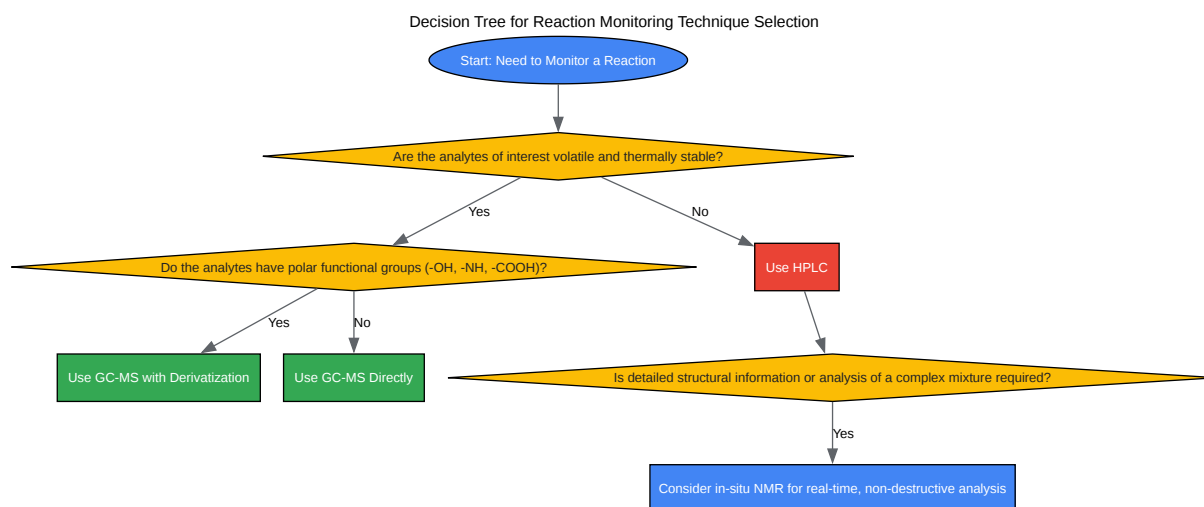 Decision Tree for Reaction Monitoring Technique Selection
Start: Need to Monitor a Reaction
Are the analytes of interest volatile and thermally stable?
Yes
No
Do the analytes have polar functional groups (-OH, -NH, -COOH)?
Use HPLC
Yes
No
Use GC-MS with Derivatization
Use GC-MS Directly
Is detailed structural information or analysis of a complex mixture required?
Yes
Consider in-situ NMR for real-time, non-destructive analysis